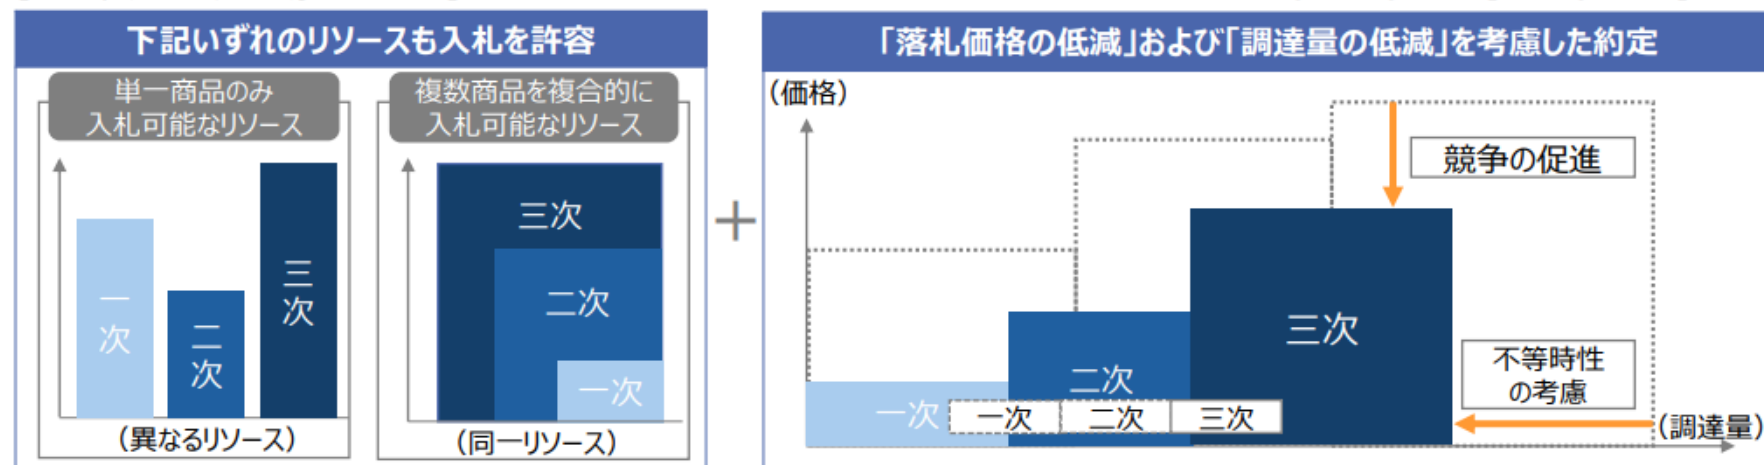 下記いずれのリソースも入札を許容
単一商品のみ
入札可能なリソース
一次
二次
三次
(異なるリソース)
複数商品を複合的に
入札可能なリソース
三次
二次
一次
(同一リソース)
+
「落札価格の低減」および「調達量の低減」を考慮した約定
(価格)
競争の促進
三次
不等時性
の考慮
二次
一次
一次
二次
三次
(調達量)